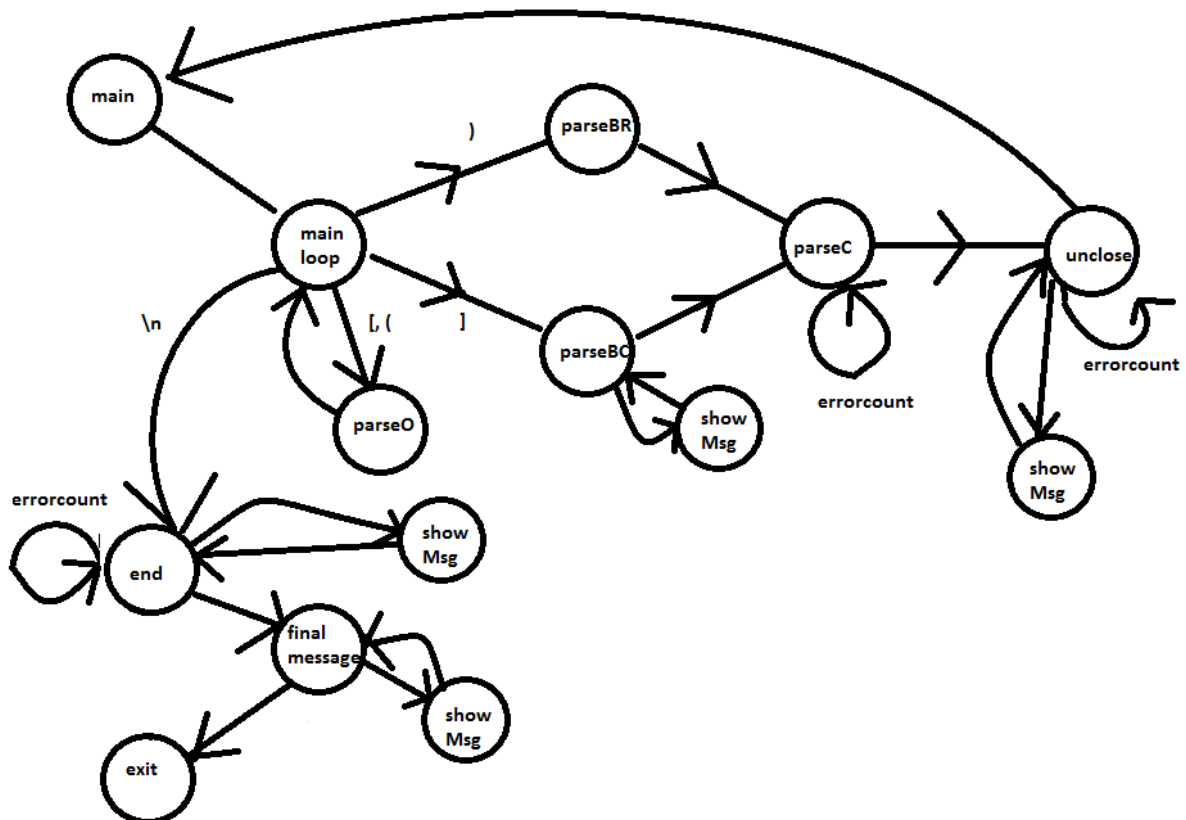 main
)
parseBR
main
loop
parseC
unclose
\n
[, (
]
parseBC
errorcount
errorcount
parseO
show
Msg
show
Msg
errorcount
show
Msg
end
final
message
show
Msg
exit